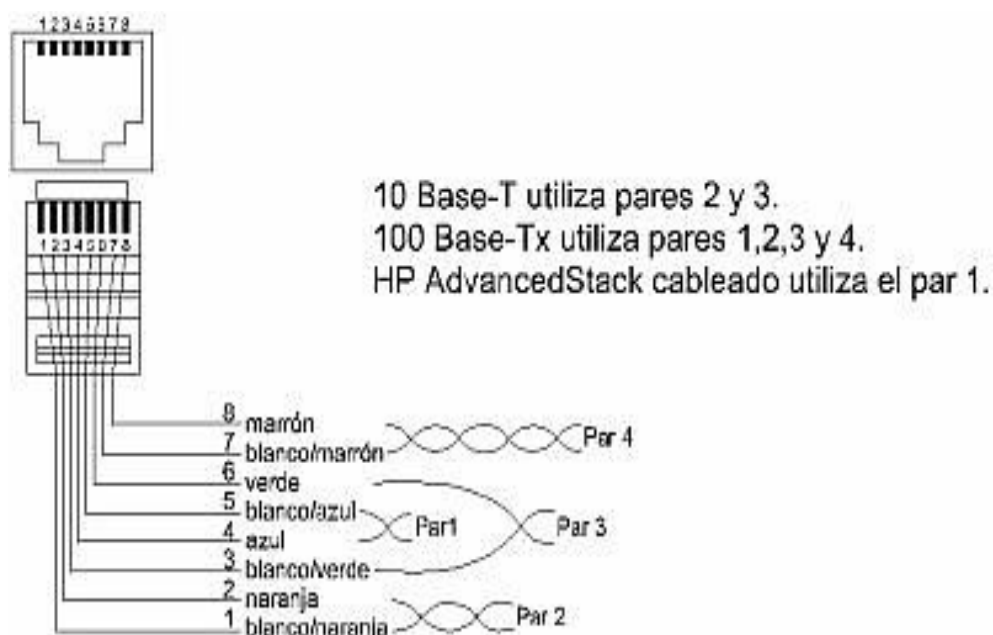 12345678
10 Base-T utiliza pares 2 y 3.
100 Base-Tx utiliza pares 1,2,3 y 4.
HP AdvancedStack cableado utiliza el par 1.
12345678
8 marrón
7 blanco/marrón
Par 4
6 verde
5 blanco/azul
4 azul
Par1
Par 3
3 blanco/verde
2 naranja
1 blanco/naranja
Par 2